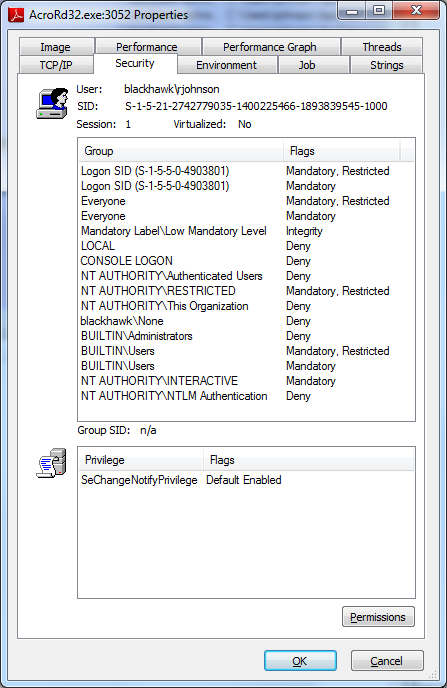 AcroRd32.exe:3052 Properties
Image Performance Performance Graph Threads
TCP/IP Security Environment Job Strings
User: blackhawk\rjohnson
SID: S-1-5-21-2742779035-1400225466-1893839545-1000
Session: 1 Virtualized: No
Group Flags
Logon SID (S-1-5-5-0-4903801) Mandatory, Restricted
Logon SID (S-1-5-5-0-4903801) Mandatory
Everyone Mandatory, Restricted
Everyone Mandatory
Mandatory Label\Low Mandatory Level Integrity
LOCAL Deny
CONSOLE LOGON Deny
NT AUTHORITY\Authenticated Users Deny
NT AUTHORITY\RESTRICTED Mandatory, Restricted
NT AUTHORITY\This Organization Deny
blackhawk\None Deny
BUILTIN\Administrators Deny
BUILTIN\Users Mandatory, Restricted
BUILTIN\Users Mandatory
NT AUTHORITY\INTERACTIVE Mandatory
NT AUTHORITY\NTLM Authentication Deny
Group SID: n/a
Privilege Flags
SeChangeNotifyPrivilege Default Enabled
Permissions
OK Cancel